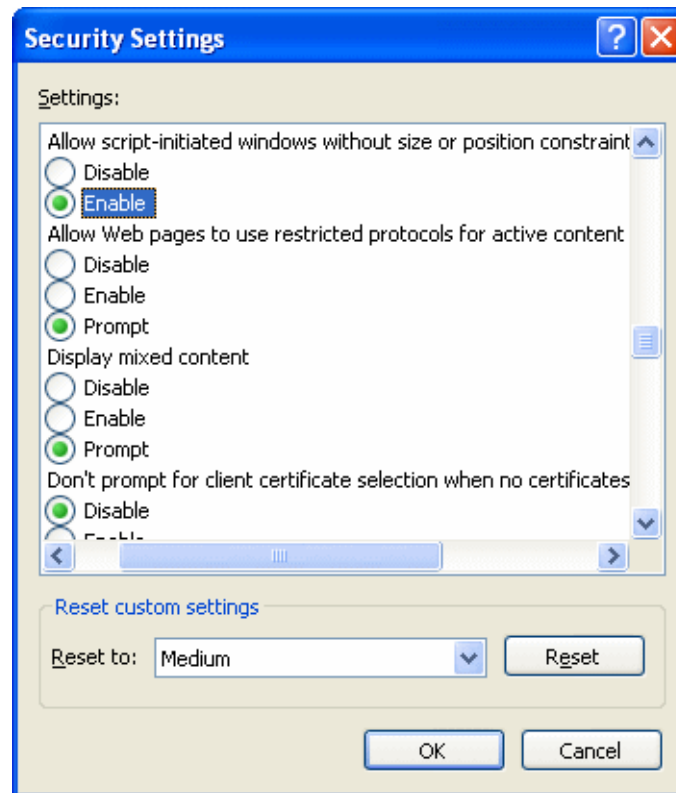 Security Settings
Settings:
Allow script-initiated windows without size or position constraint
Disable
Enable
Allow Web pages to use restricted protocols for active content
Disable
Enable
Prompt
Display mixed content
Disable
Enable
Prompt
Don't prompt for client certificate selection when no certificates
Disable
Enable
Reset custom settings
Reset to: Medium Reset
OK Cancel